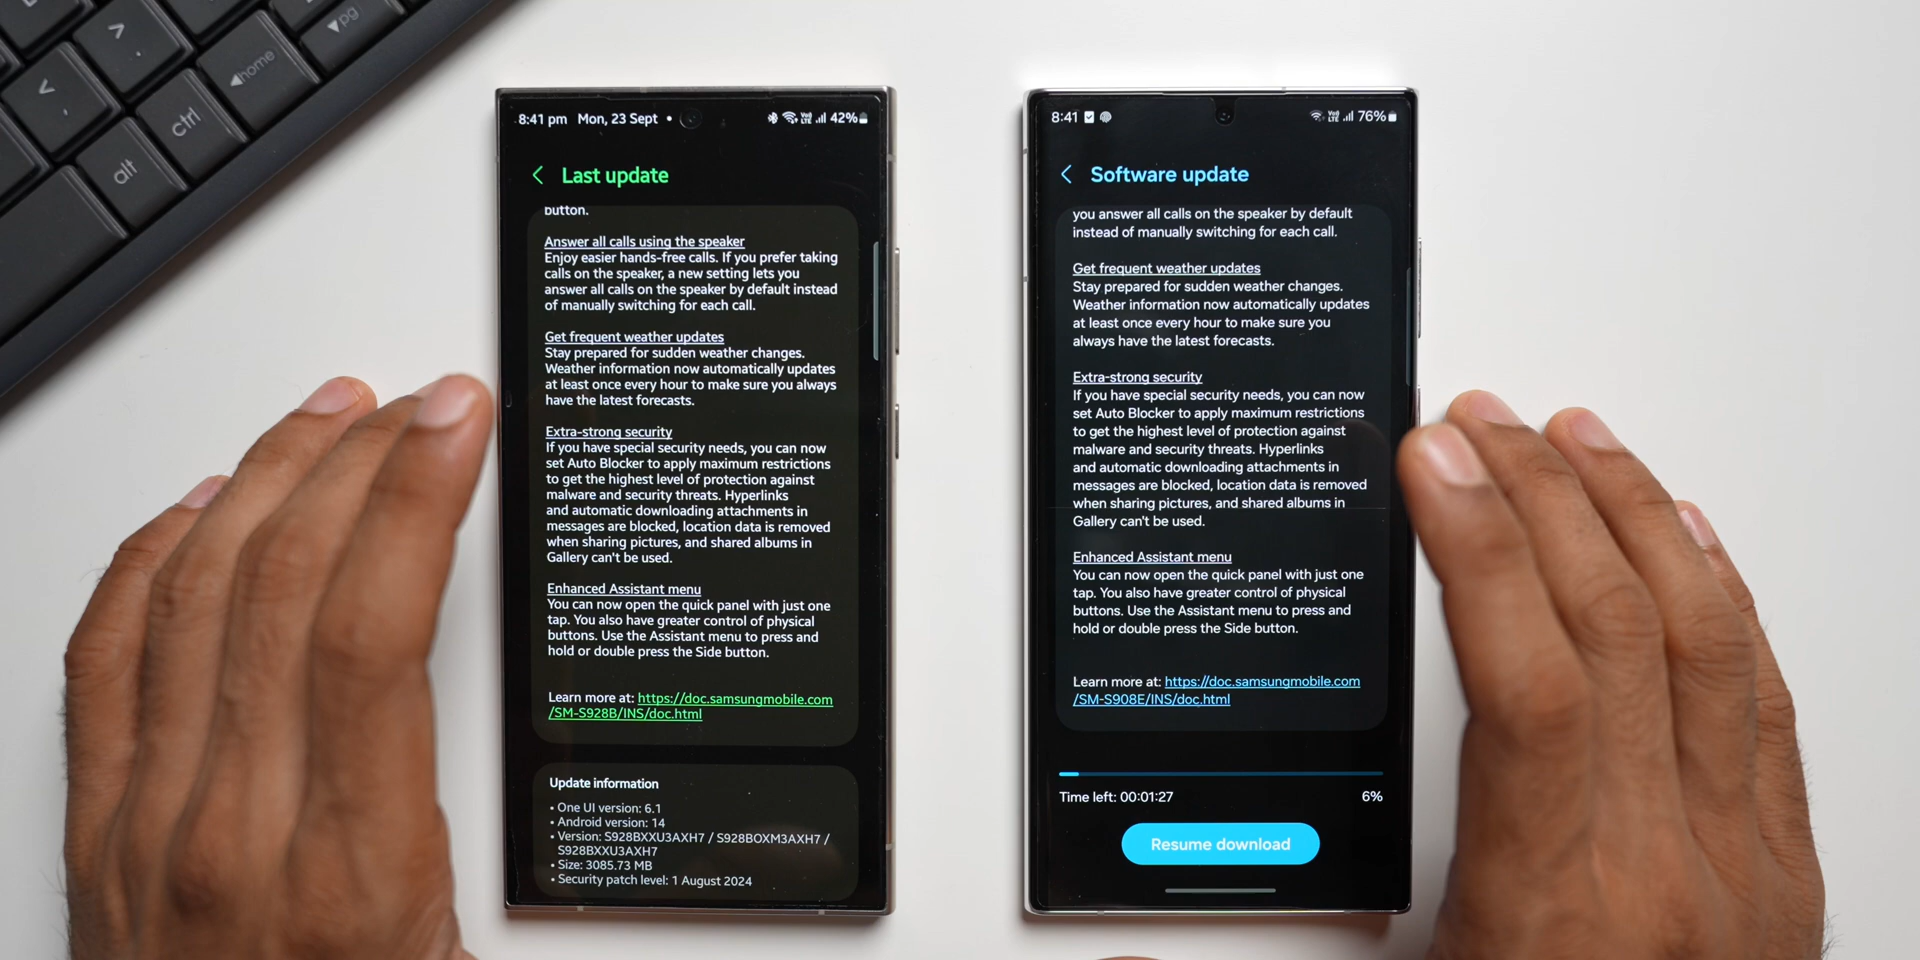 home
pg
ctrl
alt
8:41 pm Mon, 23 Sept • 42%
Last update
button.
Answer all calls using the speaker
Enjoy easier hands-free calls. If you prefer taking
calls on the speaker, a new setting lets you
answer all calls on the speaker by default instead
of manually switching for each call.
Get frequent weather updates
Stay prepared for sudden weather changes.
Weather information now automatically updates
at least once every hour to make sure you always
have the latest forecasts.
Extra-strong security
If you have special security needs, you can now
set Auto Blocker to apply maximum restrictions
to get the highest level of protection against
malware and security threats. Hyperlinks
and automatic downloading attachments in
messages are blocked, location data is removed
when sharing pictures, and shared albums in
Gallery can't be used.
Enhanced Assistant menu
You can now open the quick panel with just one
tap. You also have greater control of physical
buttons. Use the Assistant menu to press and
hold or double press the Side button.
Learn more at: https://doc.samsungmobile.com
/SM-S928B/INS/doc.html
Update information
• One UI version: 6.1
• Android version: 14
• Version: S928BXXU3AXH7 / S928BOXM3AXH7 /
S928BXXU3AXH7
• Size: 3085.73 MB
• Security patch level: 1 August 2024
8:41 76%
Software update
you answer all calls on the speaker by default
instead of manually switching for each call.
Get frequent weather updates
Stay prepared for sudden weather changes.
Weather information now automatically updates
at least once every hour to make sure you
always have the latest forecasts.
Extra-strong security
If you have special security needs, you can now
set Auto Blocker to apply maximum restrictions
to get the highest level of protection against
malware and security threats. Hyperlinks
and automatic downloading attachments in
messages are blocked, location data is removed
when sharing pictures, and shared albums in
Gallery can't be used.
Enhanced Assistant menu
You can now open the quick panel with just one
tap. You also have greater control of physical
buttons. Use the Assistant menu to press and
hold or double press the Side button.
Learn more at: https://doc.samsungmobile.com
/SM-S908E/INS/doc.html
Time left: 00:01:27 6%
Resume download